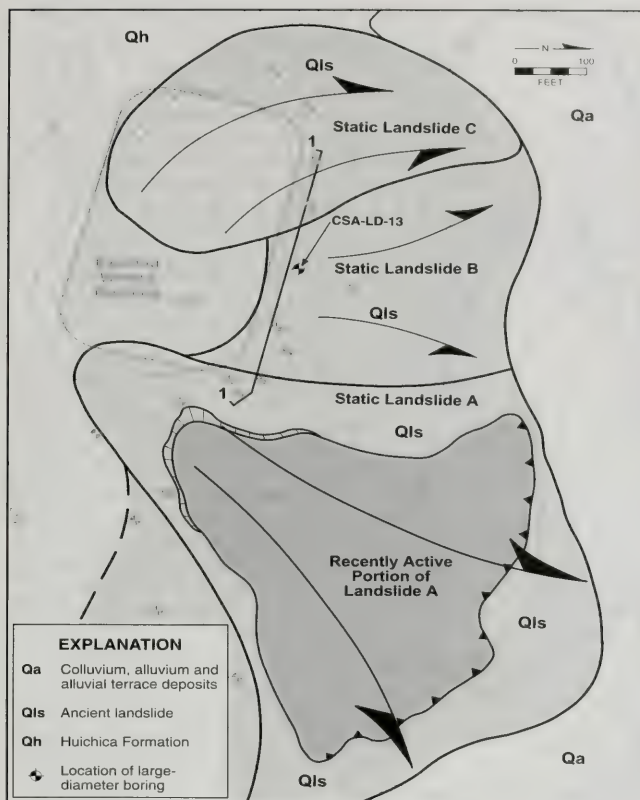 Qh
N
0 100
FEET
Qls
Qa
Static Landslide C
1
CSA-LD-13
Static Landslide B
Qls
1
Static Landslide A
Qls
Recently Active
Portion of
Landslide A
Qls
EXPLANATION
Qa Colluvium, alluvium and
alluvial terrace deposits
Qls Ancient landslide
Qh Huichica Formation
Location of large-
diameter boring
Qls
Qa